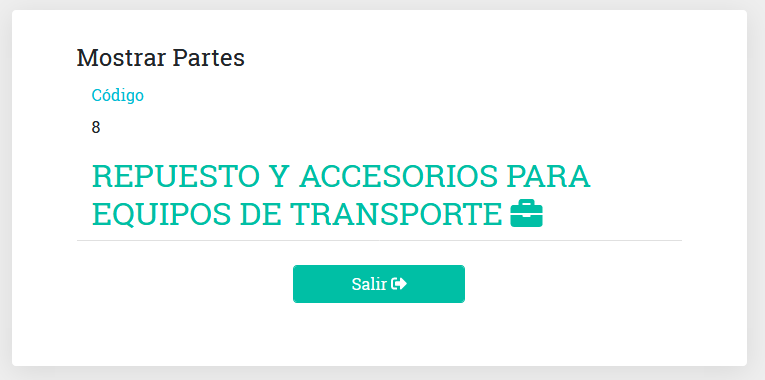 Mostrar Partes
Código
8
REPUESTO Y ACCESORIOS PARA
EQUIPOS DE TRANSPORTE
Salir